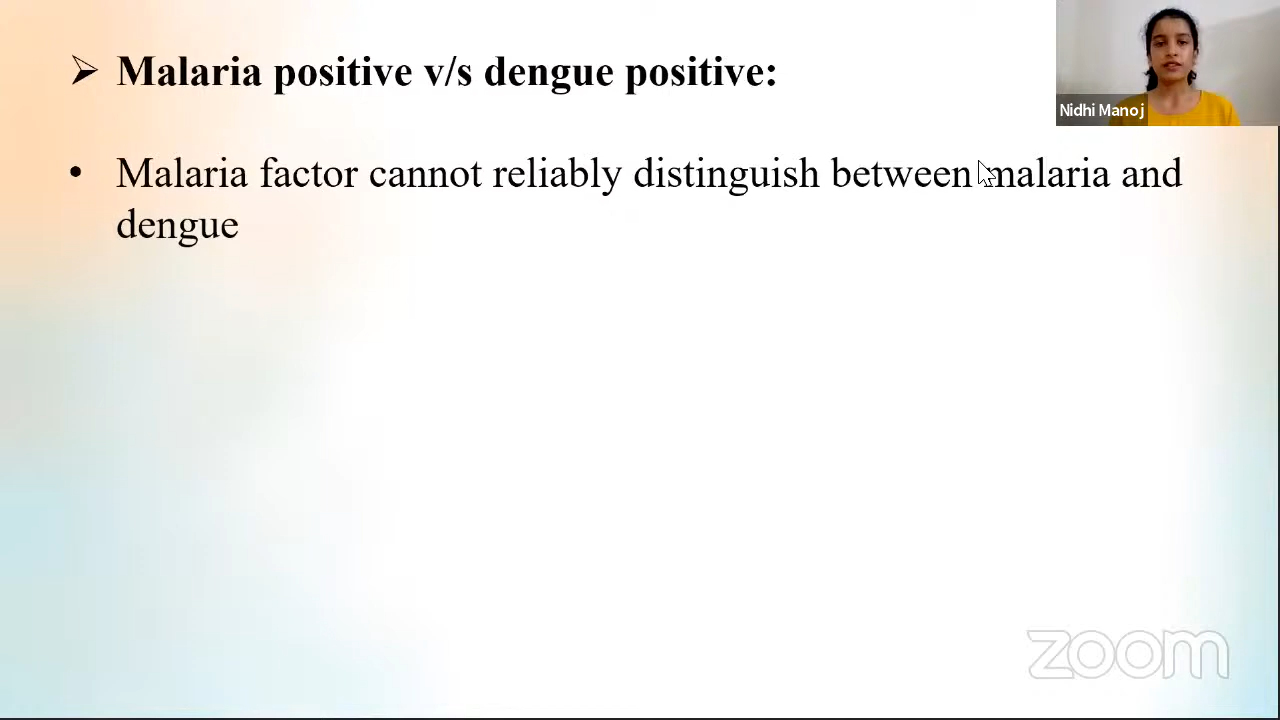 ➢ Malaria positive v/s dengue positive:
Nidhi Manoj
• Malaria factor cannot reliably distinguish between malaria and
dengue
zoom